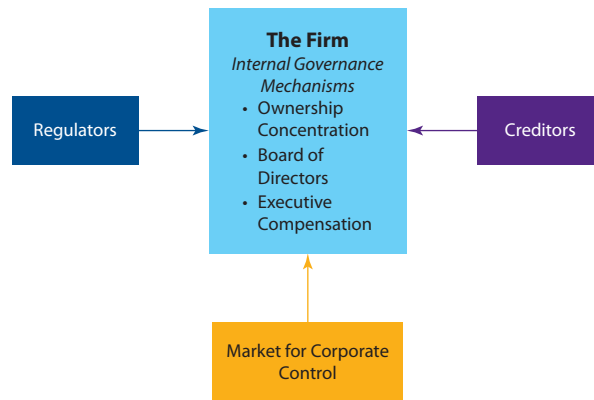 The Firm
Internal Governance
Mechanisms
• Ownership
Concentration
• Board of
Directors
• Executive
Compensation
Regulators
Creditors
Market for Corporate
Control